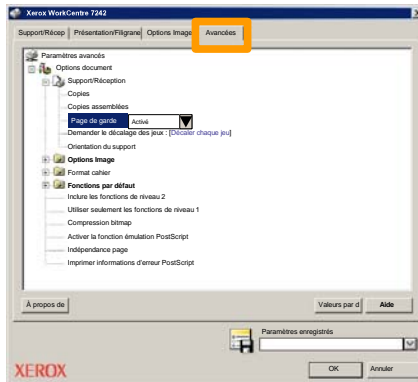 Xerox WorkCentre 7242
Support/Récep Présentation/Filigrane Options Image Avancées
Paramètres avancés
Options document
Support/Réception
Copies
Copies assemblées
Page de garde Activé
Demander le décalage des jeux : [Décaler chaque jeu]
Orientation du support
Options Image
Format cahier
Fonctions par défaut
Inclure les fonctions de niveau 2
Utiliser seulement les fonctions de niveau 1
Compression bitmap
Activer la fonction émulation PostScript
Indépendance page
Imprimer informations d'erreur PostScript
À propos de Valeurs par d Aide
Paramètres enregistrés
XEROX OK Annuler